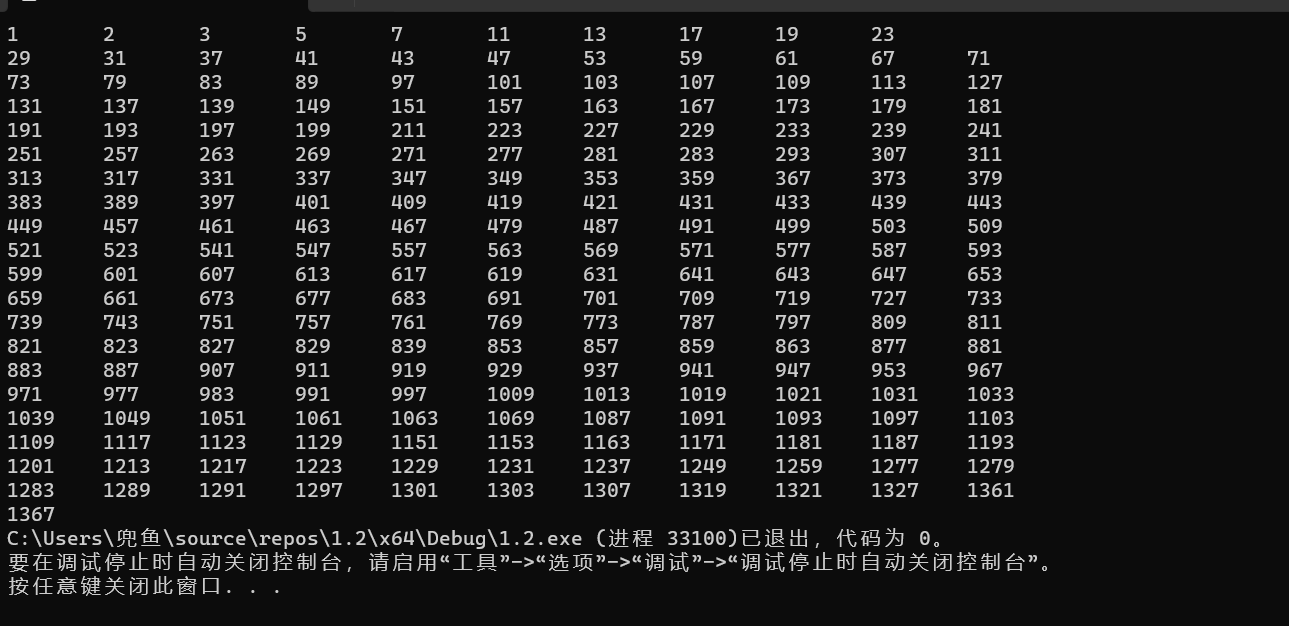 1 2 3 5 7 11 13 17 19 23
29 31 37 41 43 47 53 59 61 67 71
73 79 83 89 97 101 103 107 109 113 127
131 137 139 149 151 157 163 167 173 179 181
191 193 197 199 211 223 227 229 233 239 241
251 257 263 269 271 277 281 283 293 307 311
313 317 331 337 347 349 353 359 367 373 379
383 389 397 401 409 419 421 431 433 439 443
449 457 461 463 467 479 487 491 499 503 509
521 523 541 547 557 563 569 571 577 587 593
599 601 607 613 617 619 631 641 643 647 653
659 661 673 677 683 691 701 709 719 727 733
739 743 751 757 761 769 773 787 797 809 811
821 823 827 829 839 853 857 859 863 877 881
883 887 907 911 919 929 937 941 947 953 967
971 977 983 991 997 1009 1013 1019 1021 1031 1033
1039 1049 1051 1061 1063 1069 1087 1091 1093 1097 1103
1109 1117 1123 1129 1151 1153 1163 1171 1181 1187 1193
1201 1213 1217 1223 1229 1231 1237 1249 1259 1277 1279
1283 1289 1291 1297 1301 1303 1307 1319 1321 1327 1361
1367
C:\Users\兜鱼\source\repos\1.2\x64\Debug\1.2.exe (进程 33100)已退出，代码为 0。
要在调试停止时自动关闭控制台，请启用“工具”->“选项”->“调试”->“调试停止时自动关闭控制台”。
按任意键关闭此窗口. . .